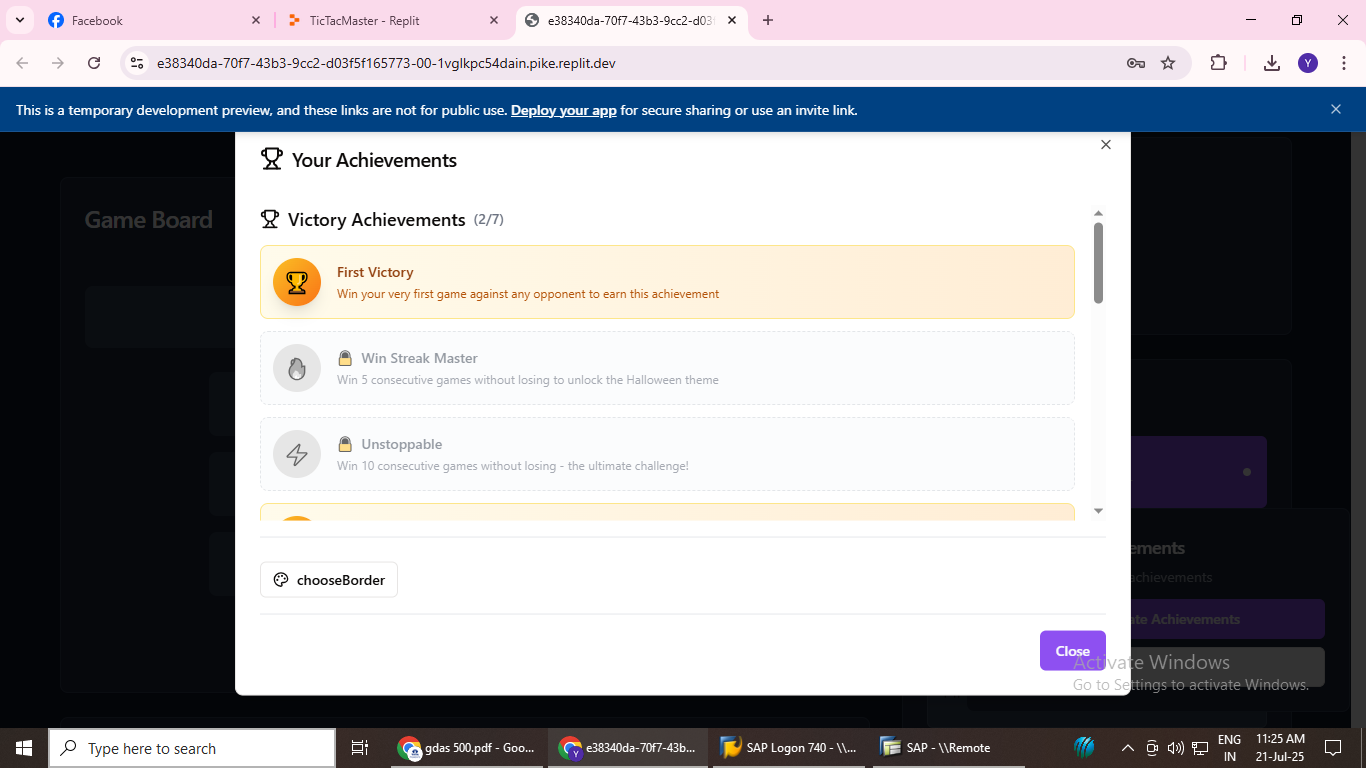 Facebook
TicTacMaster - Replit
e38340da-70f7-43b3-9cc2-d03
e38340da-70f7-43b3-9cc2-d03f5f165773-00-1vglkpc54dain.pike.replit.dev
Y
This is a temporary development preview, and these links are not for public use. Deploy your app for secure sharing or use an invite link.
Your Achievements
Game Board
Victory Achievements (2/7)
First Victory
Win your very first game against any opponent to earn this achievement
Win Streak Master
Win 5 consecutive games without losing to unlock the Halloween theme
Unstoppable
Win 10 consecutive games without losing - the ultimate challenge!
ements
achievements
chooseBorder
te Achievements
Close
Activate Windows
Go to Settings to activate Windows.
Type here to search
gdas 500.pdf - Goo...
e38340da-70f7-43b...
SAP Logon 740 - \\...
SAP - \\Remote
ENG
IN
11:25 AM
21-Jul-25